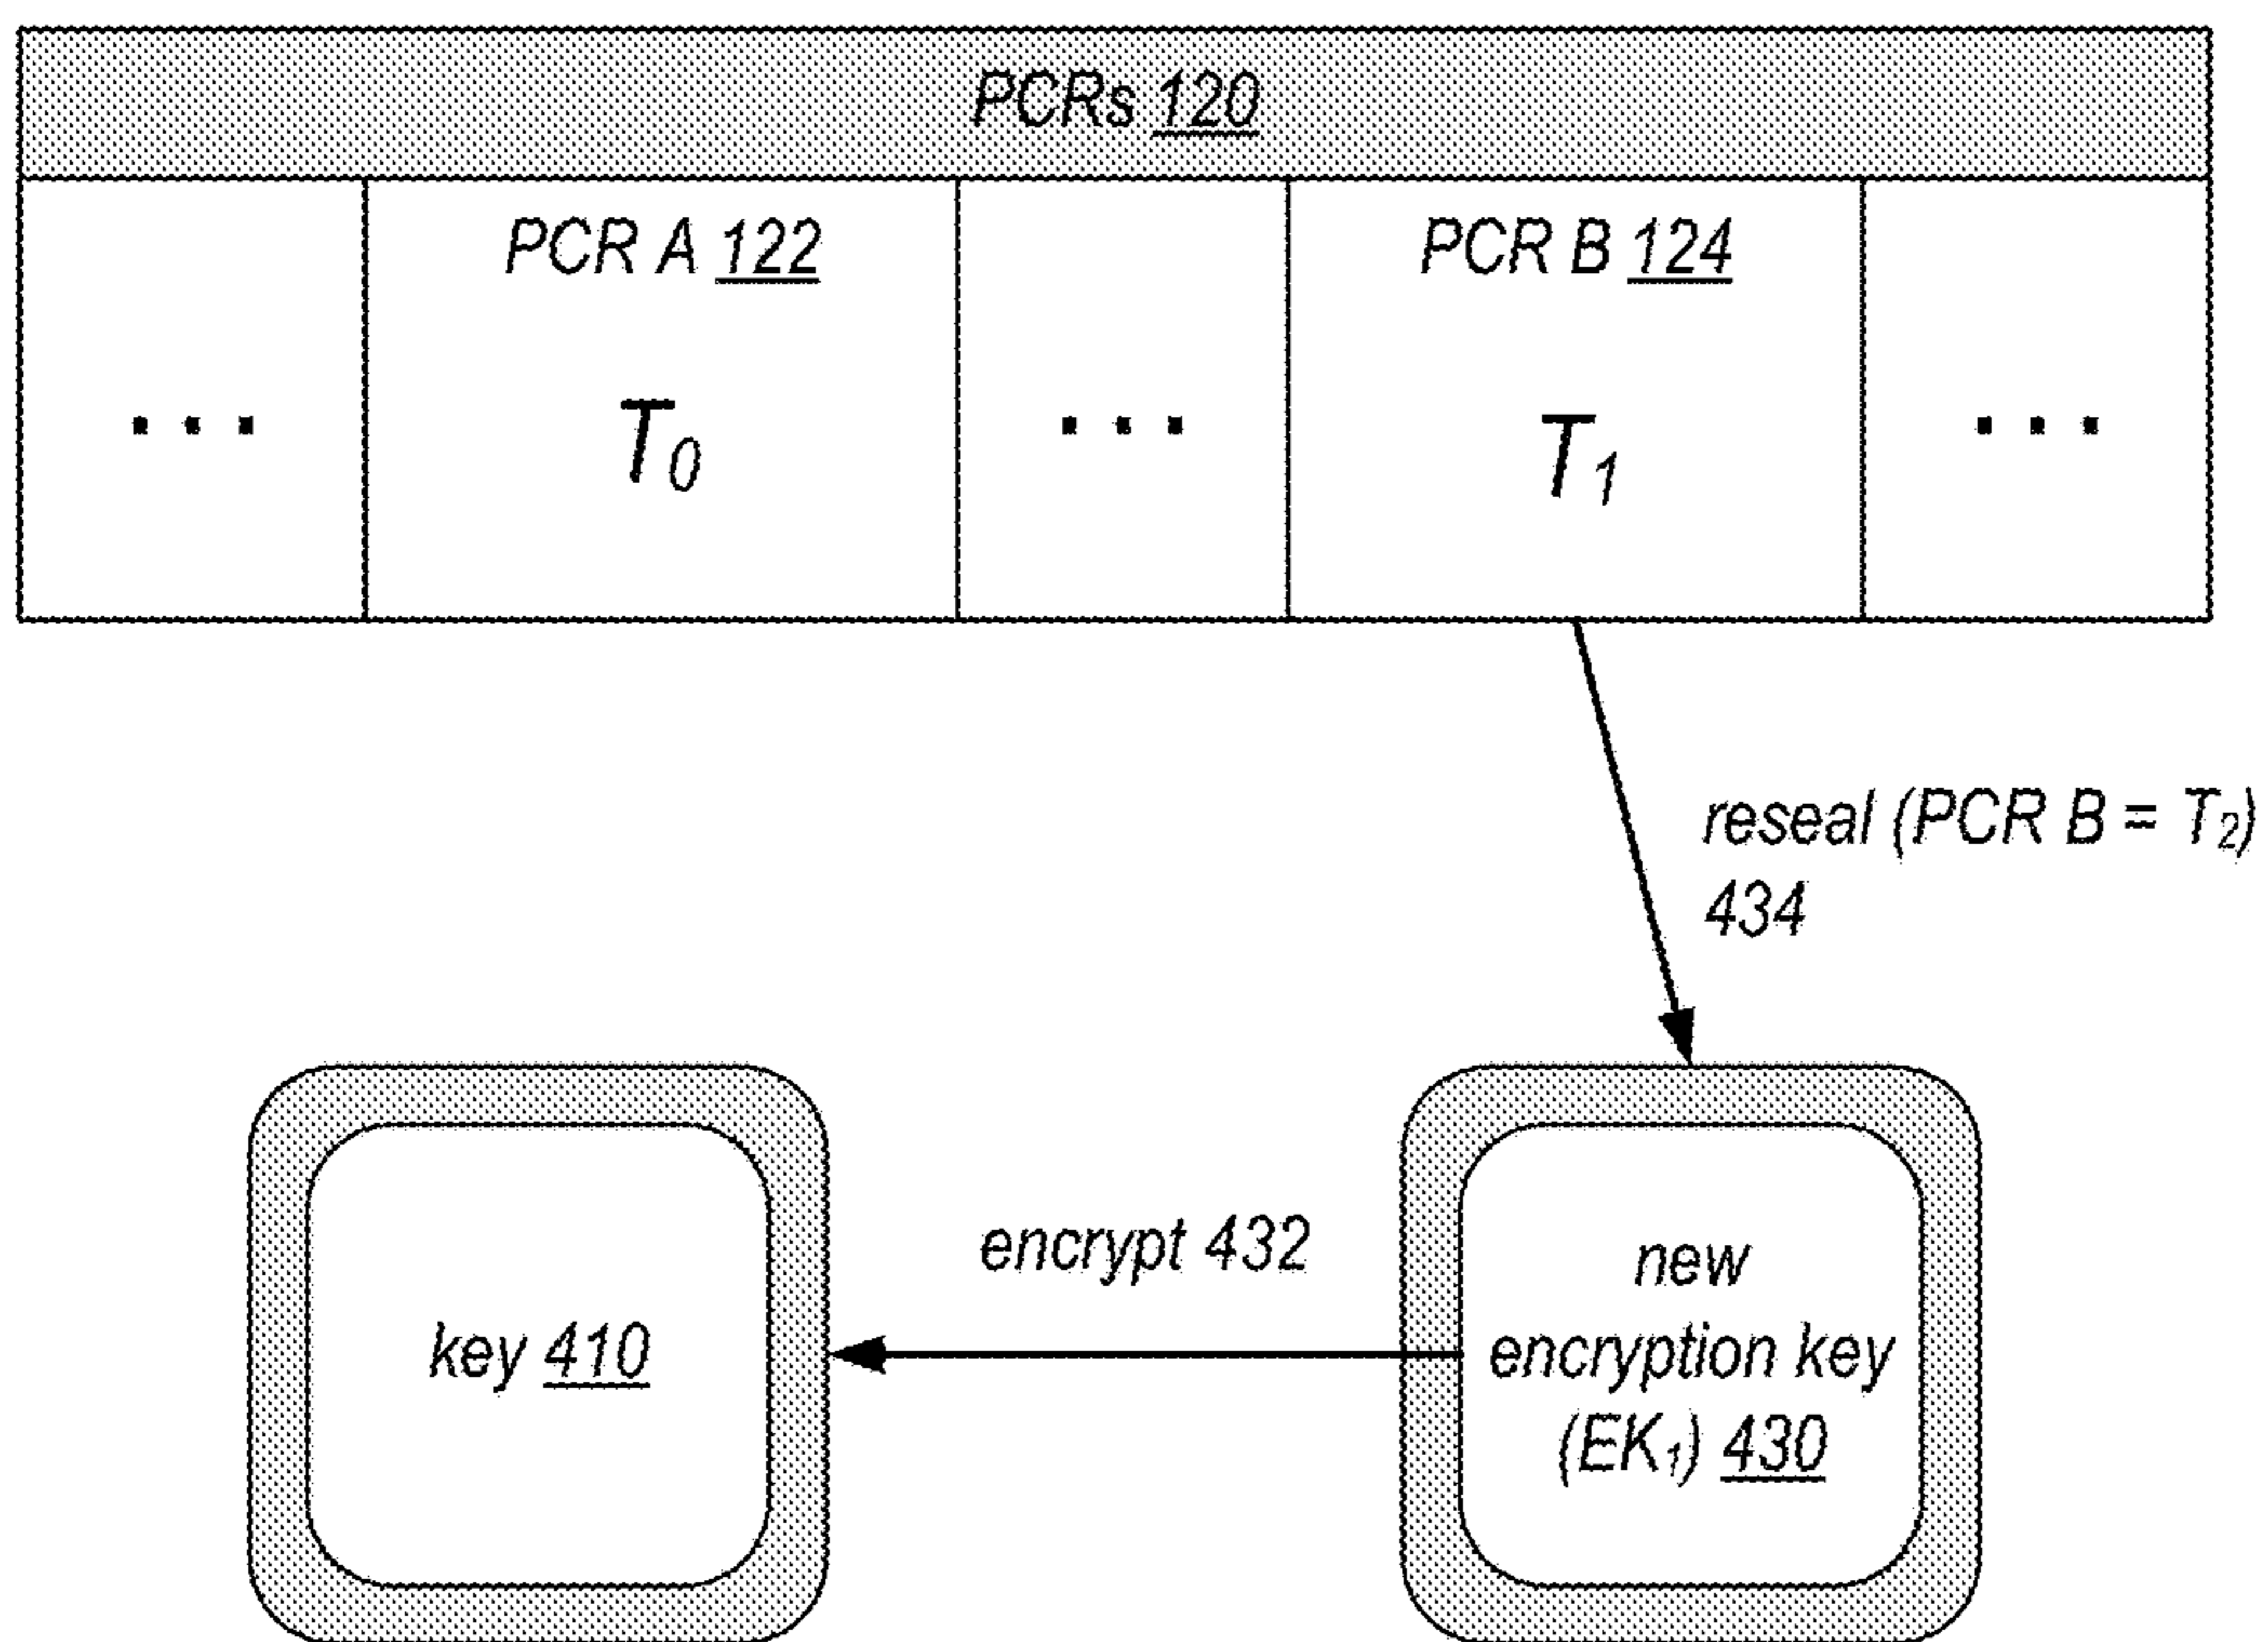 PCRs 120
PCR A 122
PCR B 124
. . .
T₀
. . .
T₁
. . .
reseal (PCR B = T₂)
434
encrypt 432
key 410
new
encryption key
(EK₁) 430